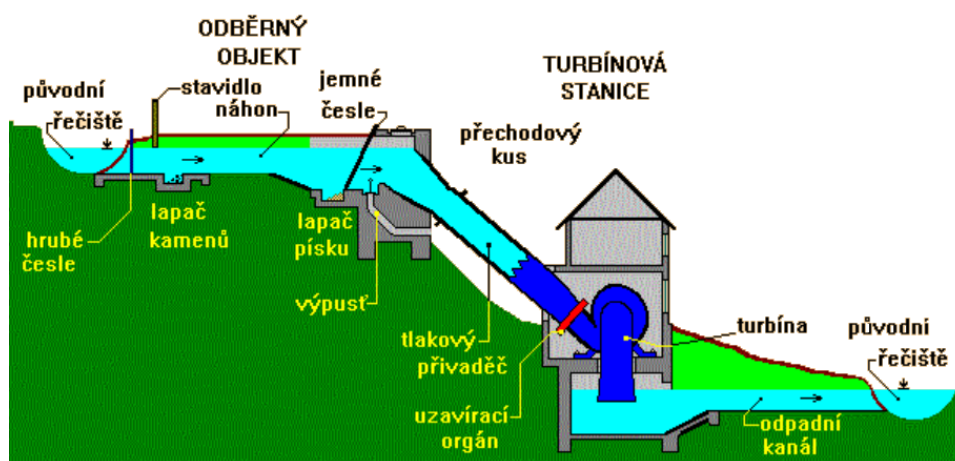 ODBĚRNÝ
OBJEKT
TURBÍNOVÁ
STANICE
původní
řečiště
stavidlo
náhon
jemné
česle
přechodový
kus
hrubé
česle
lapač
kamenů
lapač
písku
výpusť
tlakový
přivaděč
uzavírací
orgán
turbína
původní
řečiště
odpadní
kanál